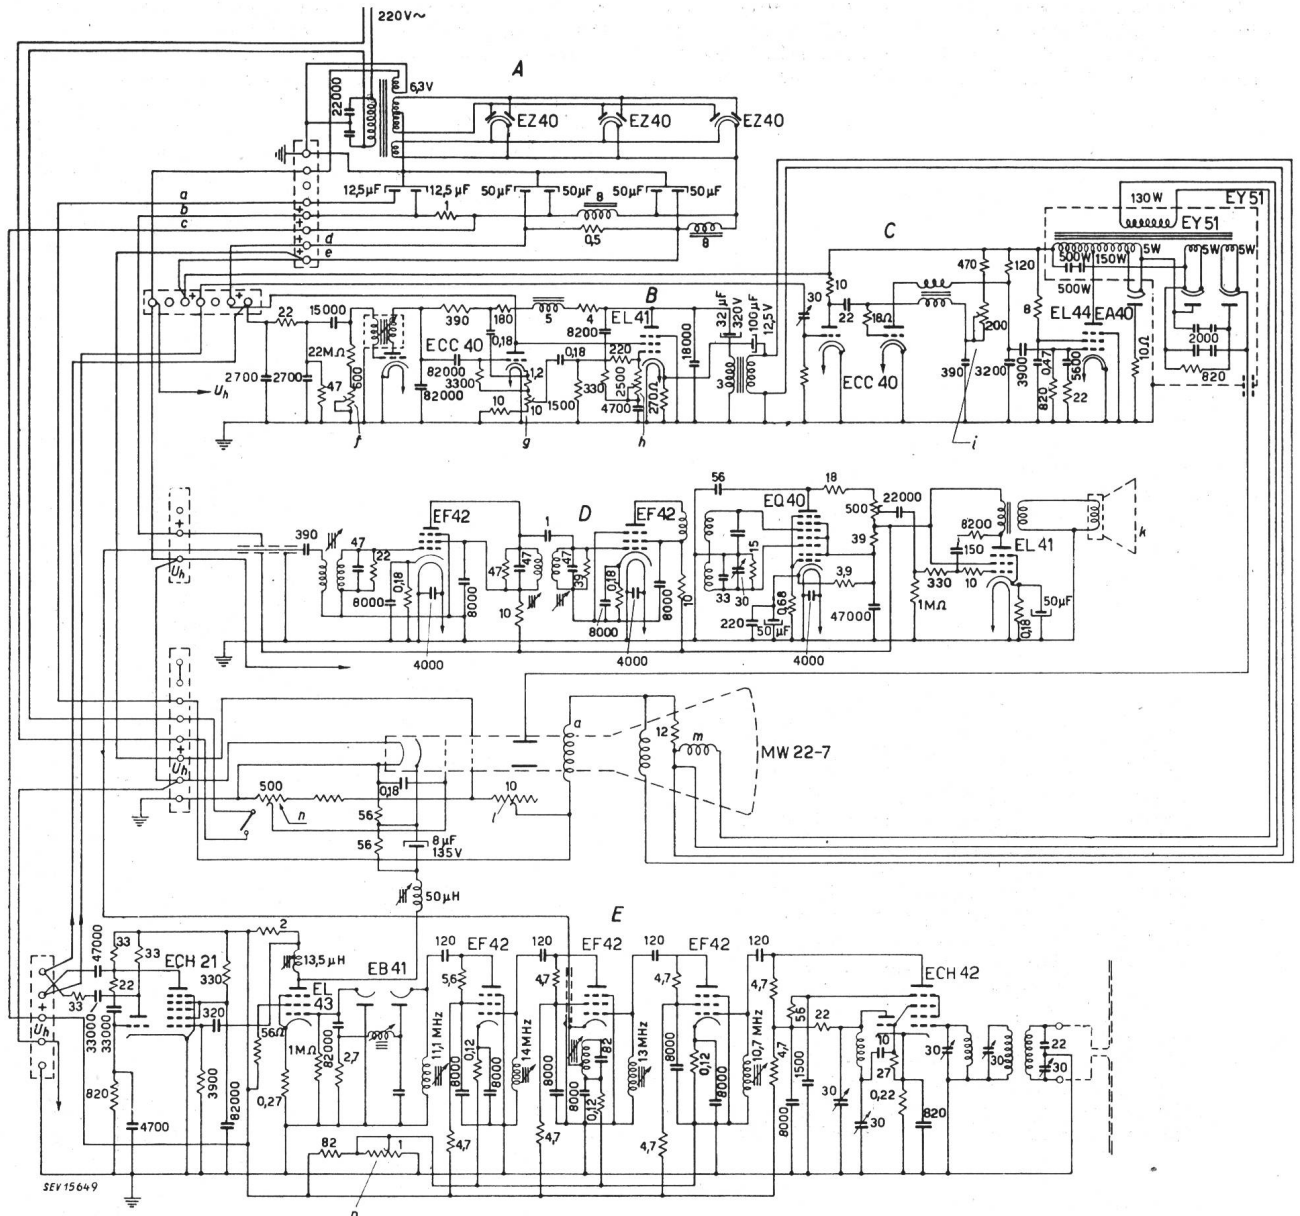 220V~
A
22000
6,3V
EZ40 EZ40 EZ40
12,5μF 12,5μF 50μF 50μF 50μF 50μF
a
b
c
d
e
1
8
0,5
8
C
130W EY51
EY51
5W 5W 5W
500W 150W
500W
470 120
10
30
22
18Ω
200
8
EL44 EA40
10Ω
2000
820
ECC 40
390 3200 3900 0,47 5600
820 22
i
B
22 15000
22MΩ
600
47
2700 2700
Uh
f
390 180
5 4
8200
EL41
32μF
320V
100μF
12,5V
0,18
ECC 40
82000
3300
82000
1,2
10
10
0,18
220
330
2500
1500
4700
270Ω
18000
3
g
h
D
EF42 EF42
390
47
22
0,18
8000
8000
4000
47 47
10
1
47
39
0,18
8000
8000
4000
10
56
EQ40
18
22000
500
39
15
33
30
3,9
220
50μF
0,68
47000
4000
8200
EL41
150
330 10
1MΩ
0,18
50μF
k
Uh
Uh
a
12
m
MW 22-7
500
n
0,18
10
l
56
56
8μF
135V
50μH
E
47000
33 33
ECH 21
22
33
33000
33000
330
320
2
13,5μH
EL
43
56Ω
1MΩ
82000
2,7
EB41
0,27
820
4700
3900
82000
Uh
120 EF42 120 EF42 120 EF42 120
5,6
11,1 MHz
8000
0,12
8000
4,7
14 MHz
4,7
8000
8000
82
0,12
4,7
13 MHz
4,7
8000
0,12
8000
4,7
10,7 MHz
4,7
4,7
ECH 42
56
22
1500
8000
30
30
10
27
0,22
820
30
30
22
30
82 1
p
SEV 15649